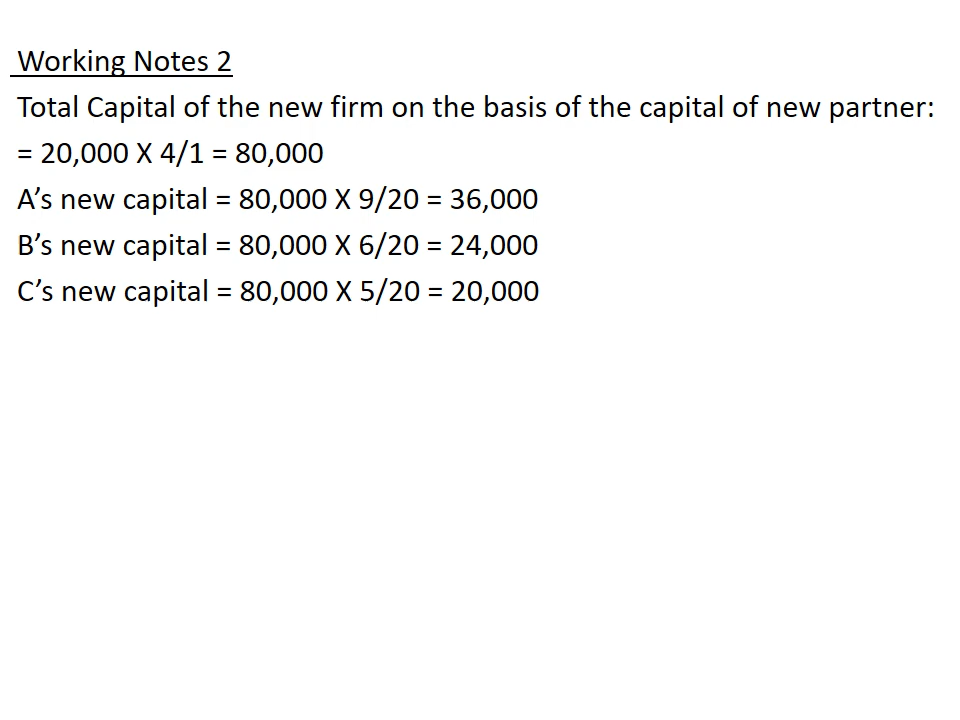 Working Notes 2
Total Capital of the new firm on the basis of the capital of new partner:
= 20,000 X 4/1 = 80,000
A’s new capital = 80,000 X 9/20 = 36,000
B’s new capital = 80,000 X 6/20 = 24,000
C’s new capital = 80,000 X 5/20 = 20,000